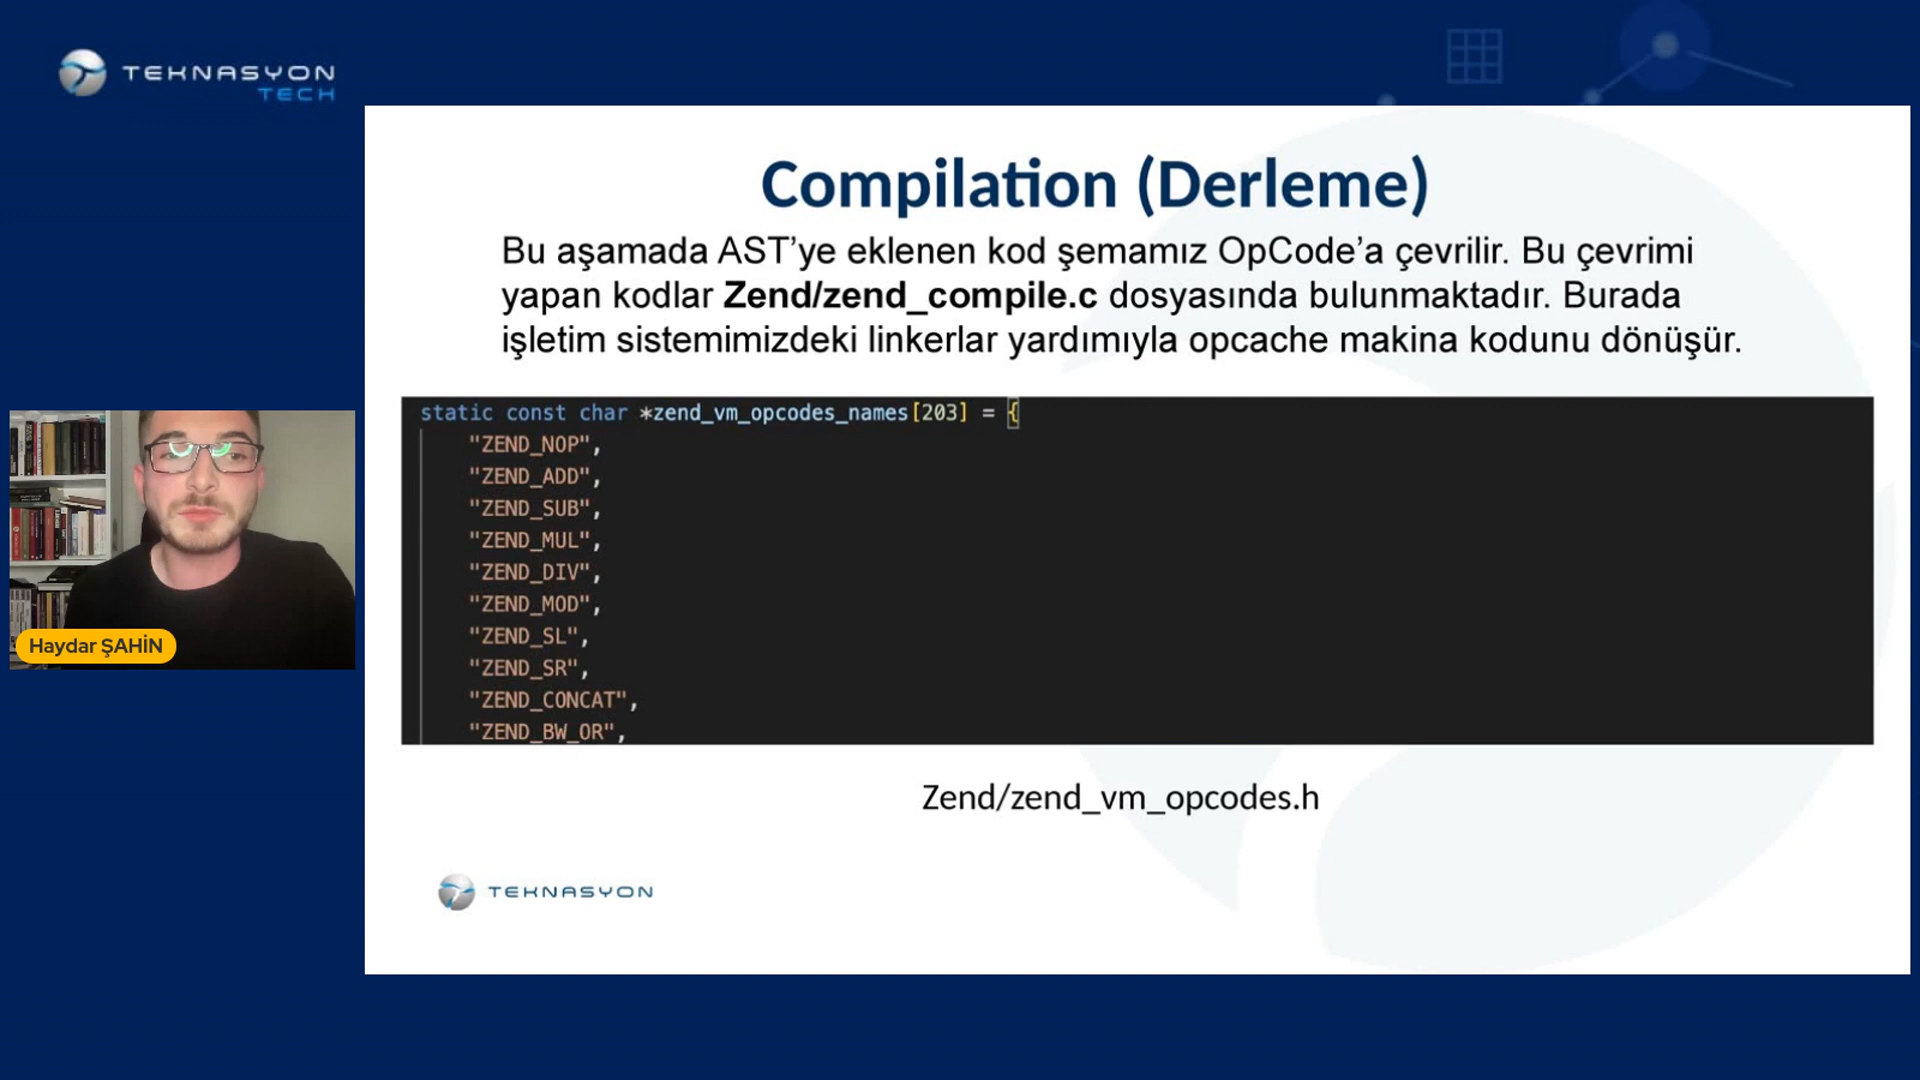 TEKNASYON
TECH
Compilation (Derleme)
Bu aşamada AST’ye eklenen kod şemamız OpCode’a çevrilir. Bu çevrimi
yapan kodlar Zend/zend_compile.c dosyasında bulunmaktadır. Burada
işletim sistemimizdeki linkerlar yardımıyla opcache makina kodunu dönüşür.
static const char *zend_vm_opcodes_names[203] = {
"ZEND_NOP",
"ZEND_ADD",
"ZEND_SUB",
"ZEND_MUL",
"ZEND_DIV",
"ZEND_MOD",
"ZEND_SL",
"ZEND_SR",
"ZEND_CONCAT",
"ZEND_BW_OR",
Zend/zend_vm_opcodes.h
TEKNASYON
Haydar ŞAHİN